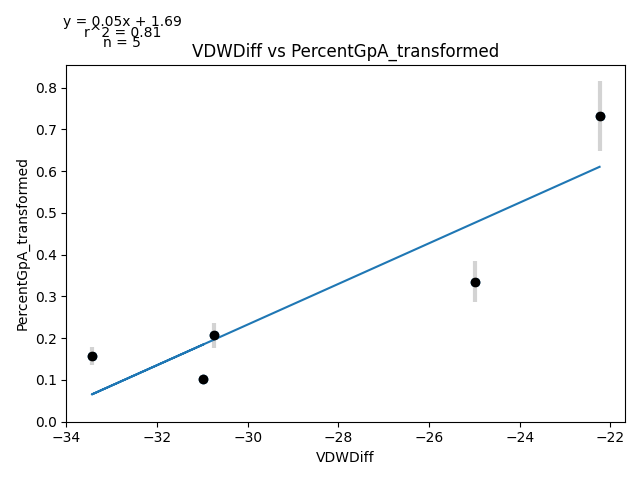 y = 0.05x + 1.69
r^2 = 0.81
n = 5
VDWDiff vs PercentGpA_transformed
PercentGpA_transformed
0.8
0.7
0.6
0.5
0.4
0.3
0.2
0.1
0.0
−34 −32 −30 −28 −26 −24 −22
VDWDiff